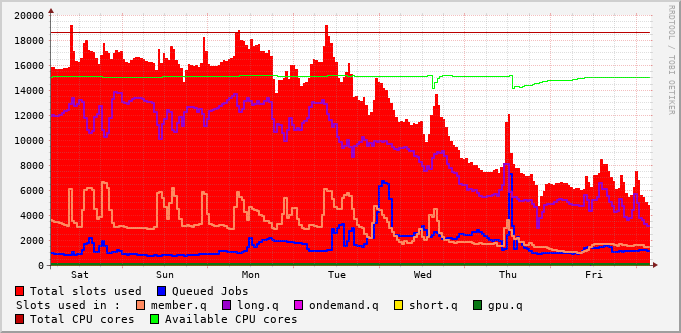 20000
18000
16000
14000
12000
10000
8000
6000
4000
2000
0
Sat Sun Mon Tue Wed Thu Fri
RRDTOOL / TOBI OETIKER
Total slots used Queued Jobs
Slots used in : member.q long.q ondemand.q short.q gpu.q
Total CPU cores Available CPU cores